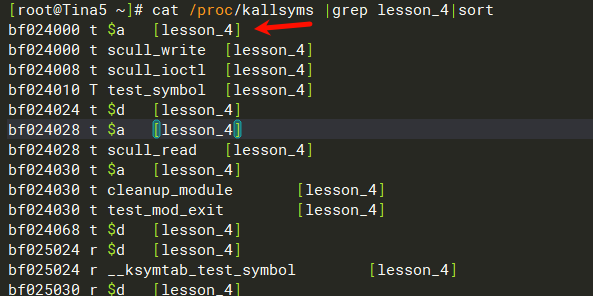 [root@Tina5 ~]# cat /proc/kallsyms |grep lesson_4|sort
bf024000 t $a	[lesson_4]
bf024000 t scull_write	[lesson_4]
bf024008 t scull_ioctl	[lesson_4]
bf024010 T test_symbol	[lesson_4]
bf024024 t $d	[lesson_4]
bf024028 t $a	[lesson_4]
bf024028 t scull_read	[lesson_4]
bf024030 t $a	[lesson_4]
bf024030 t cleanup_module	[lesson_4]
bf024030 t test_mod_exit	[lesson_4]
bf024068 t $d	[lesson_4]
bf025024 r $d	[lesson_4]
bf025024 r __ksymtab_test_symbol	[lesson_4]
bf025030 r $d	[lesson_4]